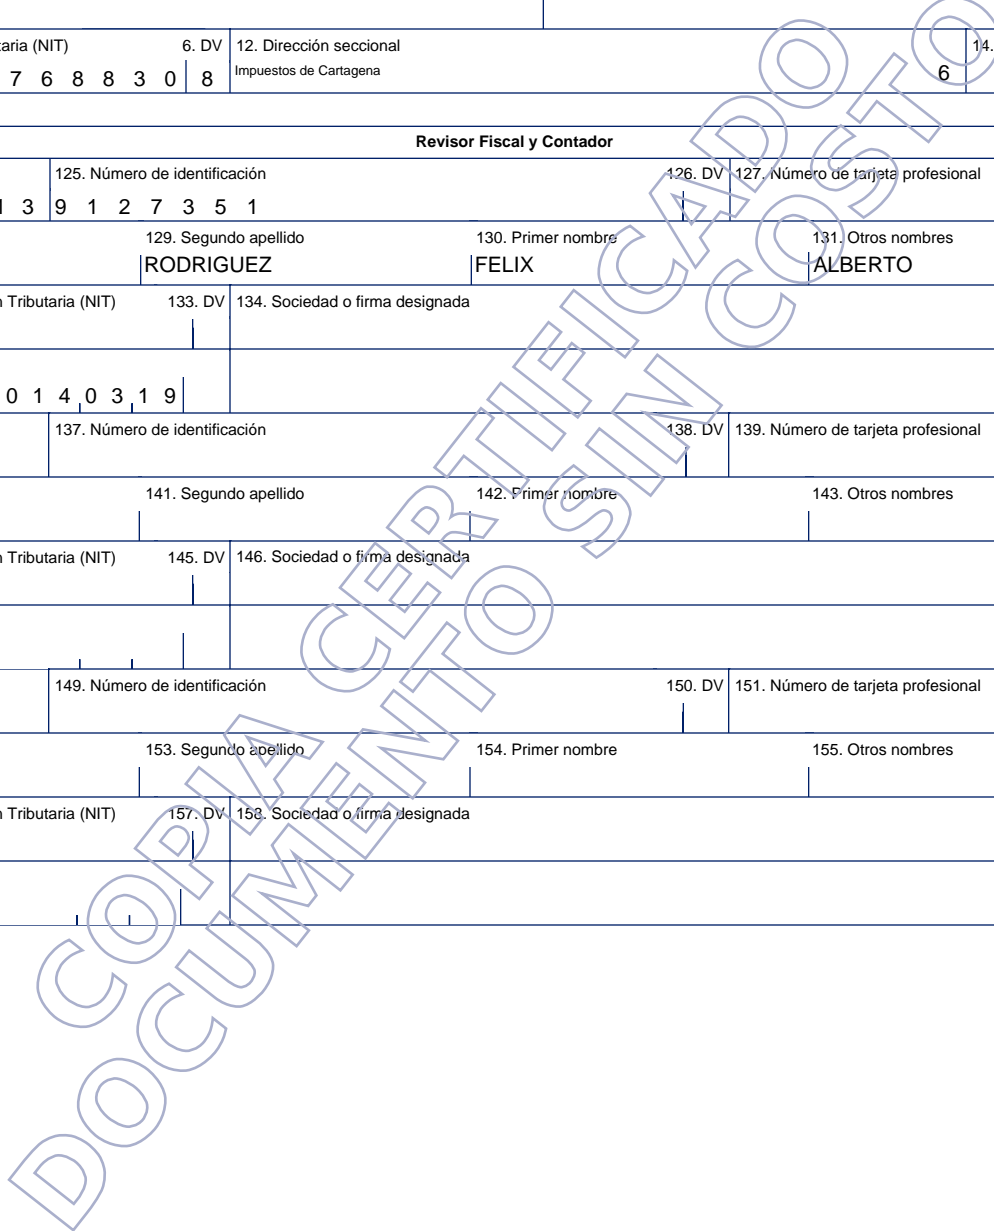 taria (NIT) 6. DV 12. Dirección seccional 14.
7 6 8 8 3 0 8 Impuestos de Cartagena 6
Revisor Fiscal y Contador
125. Número de identificación 126. DV 127. Número de tarjeta profesional
1 3 9 1 2 7 3 5 1
129. Segundo apellido 130. Primer nombre 131. Otros nombres
RODRIGUEZ FELIX ALBERTO
n Tributaria (NIT) 133. DV 134. Sociedad o firma designada
0 1 4 0 3 1 9
137. Número de identificación 138. DV 139. Número de tarjeta profesional
141. Segundo apellido 142. Primer nombre 143. Otros nombres
n Tributaria (NIT) 145. DV 146. Sociedad o firma designada
149. Número de identificación 150. DV 151. Número de tarjeta profesional
153. Segundo apellido 154. Primer nombre 155. Otros nombres
n Tributaria (NIT) 157. DV 158. Sociedad o firma designada
COPIA CERTIFICADO
DOCUMENTO SIN COSTO